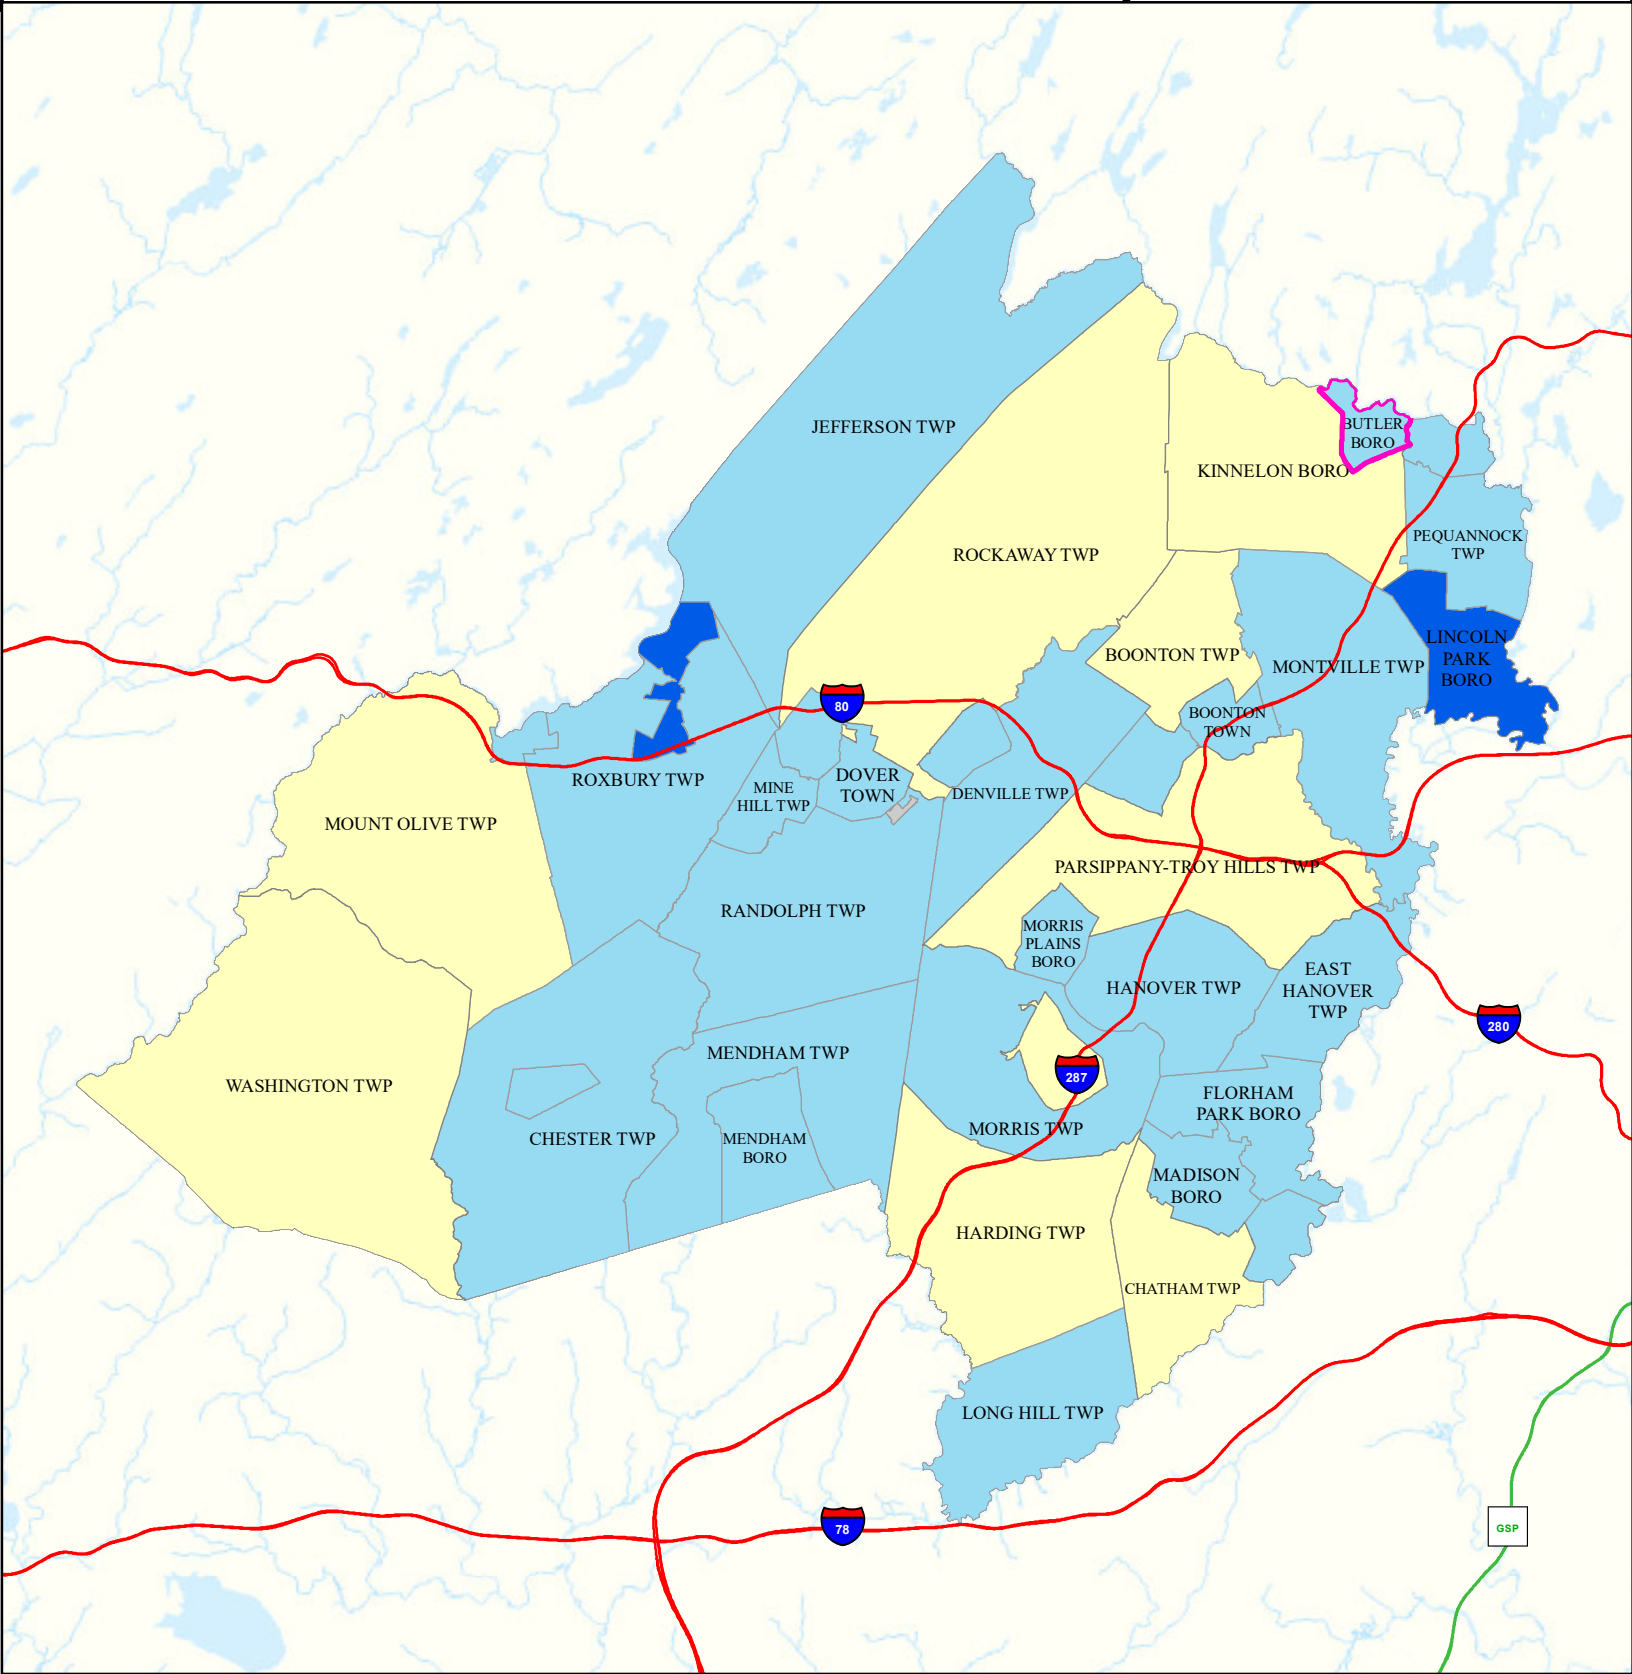 JEFFERSON TWP
BUTLER
BORO
KINNELON BORO
PEQUANNOCK
TWP
ROCKAWAY TWP
LINCOLN
PARK
BORO
BOONTON TWP
MONTVILLE TWP
80
BOONTON
TOWN
ROXBURY TWP
MINE
HILL TWP
DOVER
TOWN
DENVILLE TWP
MOUNT OLIVE TWP
PARSIPPANY-TROY HILLS TWP
RANDOLPH TWP
MORRIS
PLAINS
BORO
HANOVER TWP
EAST
HANOVER
TWP
280
MENDHAM TWP
287
WASHINGTON TWP
FLORHAM
PARK BORO
CHESTER TWP
MENDHAM
BORO
MORRIS TWP
MADISON
BORO
HARDING TWP
CHATHAM TWP
LONG HILL TWP
78
GSP